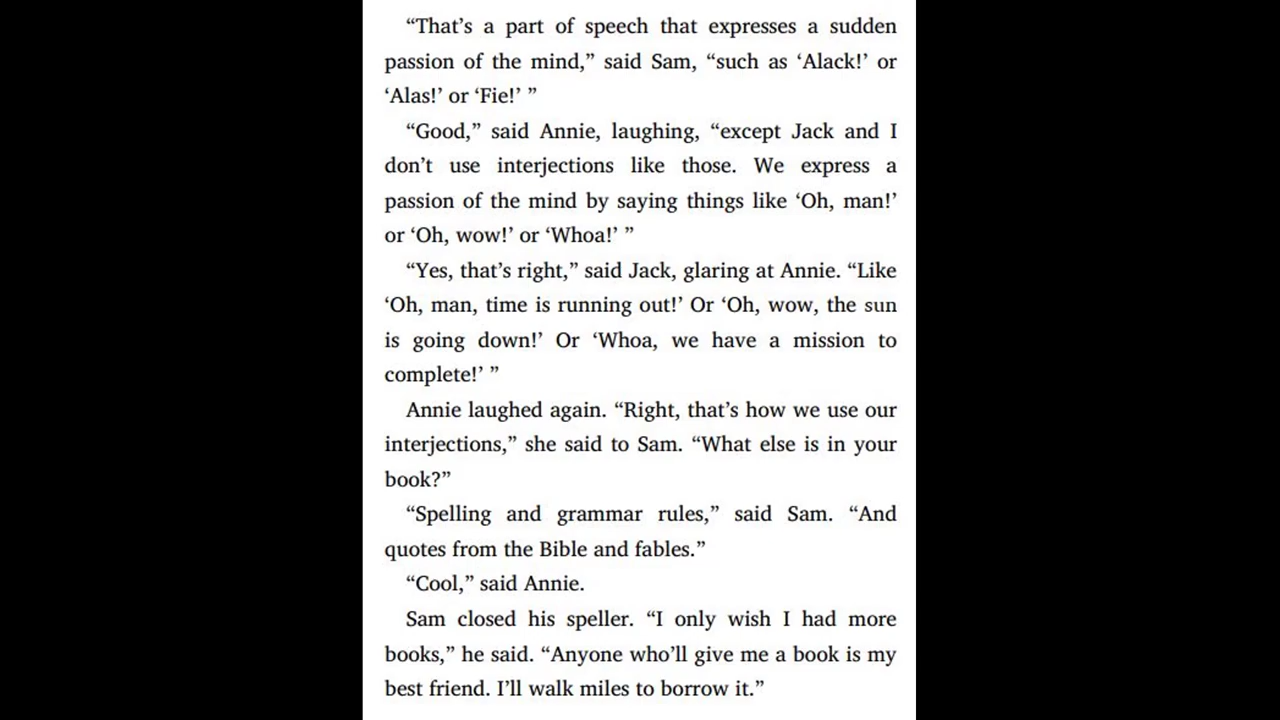 “That’s a part of speech that expresses a sudden
passion of the mind,” said Sam, “such as ‘Alack!’ or
‘Alas!’ or ‘Fie!’ ”
“Good,” said Annie, laughing, “except Jack and I
don’t use interjections like those. We express a
passion of the mind by saying things like ‘Oh, man!’
or ‘Oh, wow!’ or ‘Whoa!’ ”
“Yes, that’s right,” said Jack, glaring at Annie. “Like
‘Oh, man, time is running out!’ Or ‘Oh, wow, the sun
is going down!’ Or ‘Whoa, we have a mission to
complete!’ ”
Annie laughed again. “Right, that’s how we use our
interjections,” she said to Sam. “What else is in your
book?”
“Spelling and grammar rules,” said Sam. “And
quotes from the Bible and fables.”
“Cool,” said Annie.
Sam closed his speller. “I only wish I had more
books,” he said. “Anyone who’ll give me a book is my
best friend. I’ll walk miles to borrow it.”